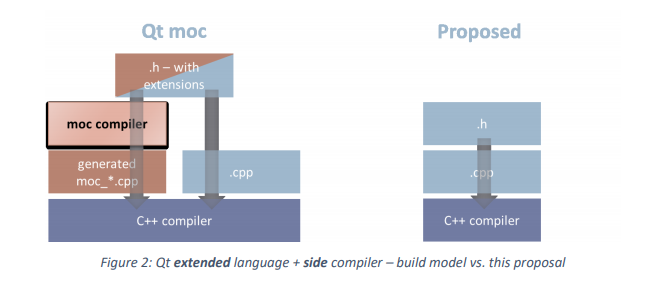 Qt moc
Proposed
.h – with
extensions
moc compiler
.h
generated
moc_*.cpp
.cpp
.cpp
C++ compiler
C++ compiler
Figure 2: Qt extended language + side compiler – build model vs. this proposal